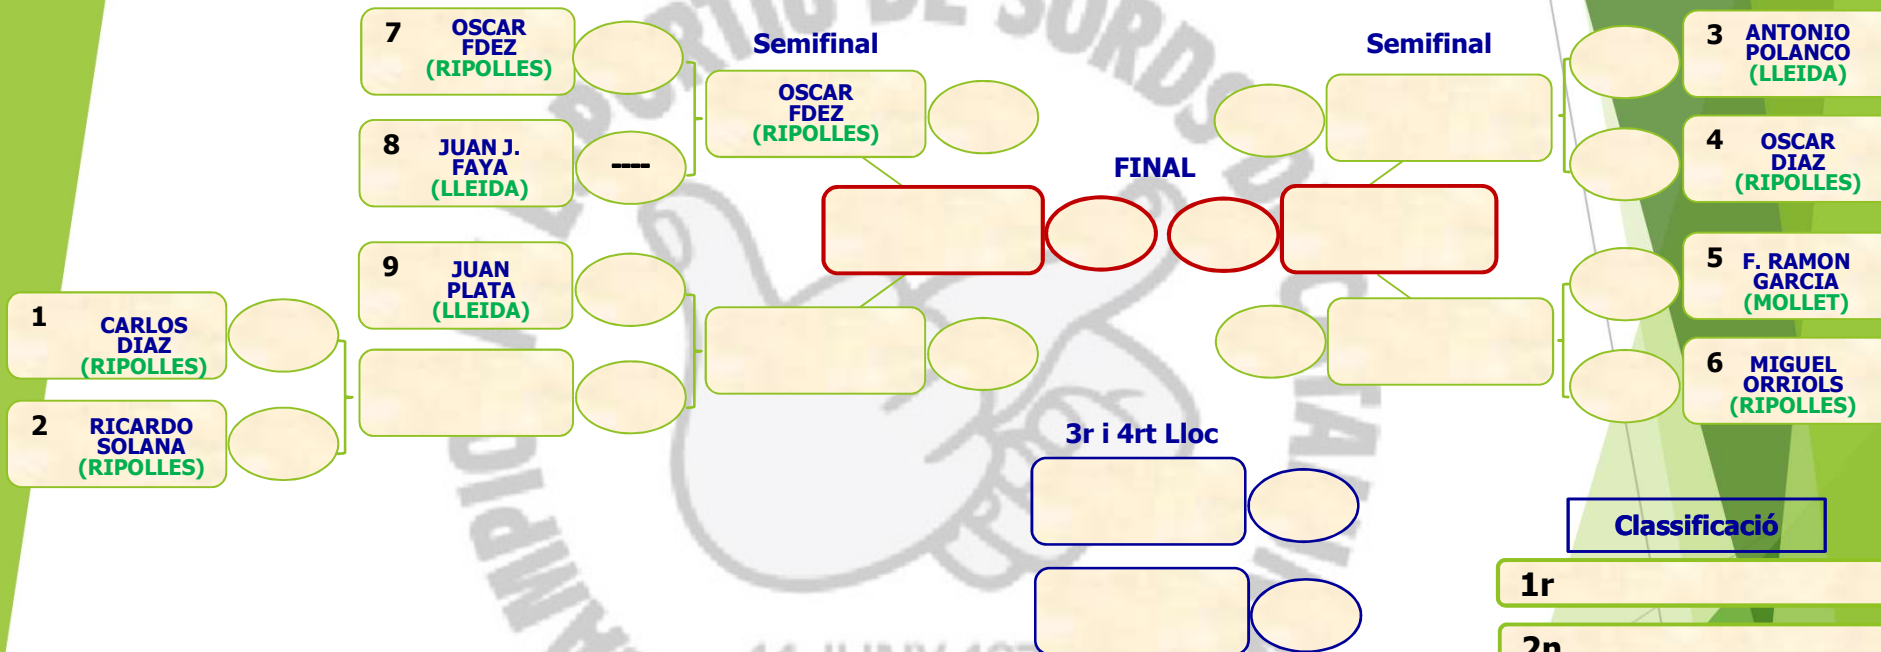 7 OSCAR
FDEZ
(RIPOLLES)
8 JUAN J.
FAYA
(LLEIDA)
----
Semifinal
OSCAR
FDEZ
(RIPOLLES)
9 JUAN
PLATA
(LLEIDA)
1 CARLOS
DIAZ
(RIPOLLES)
2 RICARDO
SOLANA
(RIPOLLES)
FINAL
Semifinal
3 ANTONIO
POLANCO
(LLEIDA)
4 OSCAR
DIAZ
(RIPOLLES)
5 F. RAMON
GARCIA
(MOLLET)
6 MIGUEL
ORRIOLS
(RIPOLLES)
3r i 4rt Lloc
Classificació
1r
2n
DE SORDS